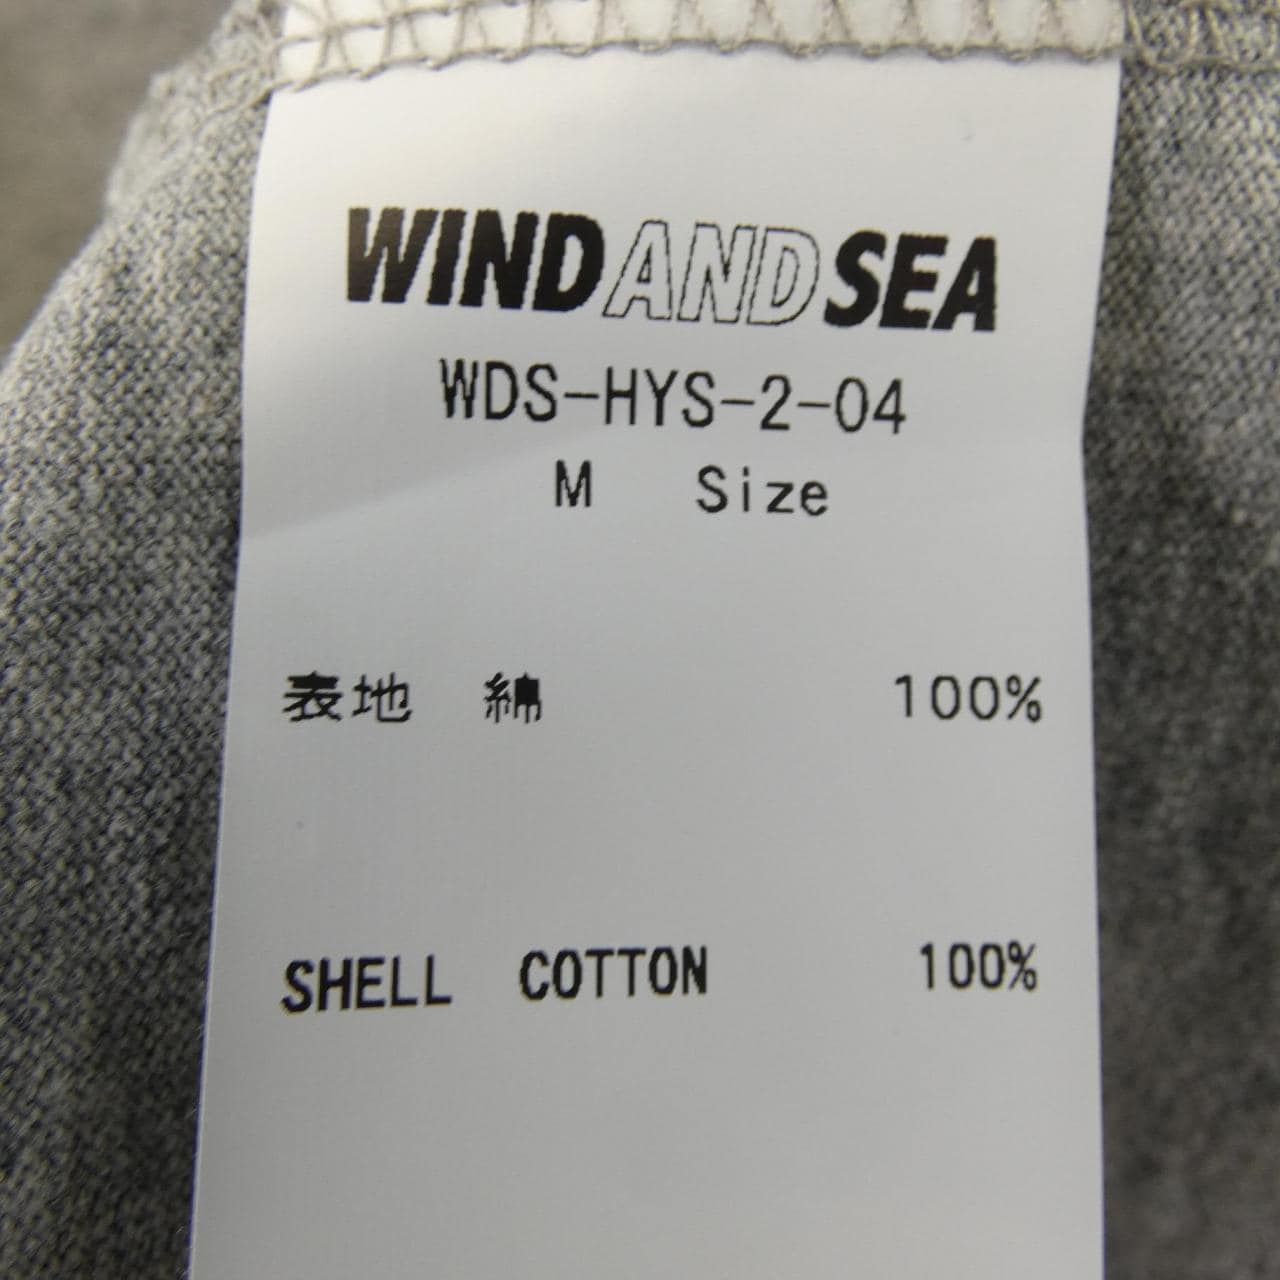 WINDANDSEA
WDS-HYS-2-04
M Size
表地 綿 100%
SHELL COTTON 100%